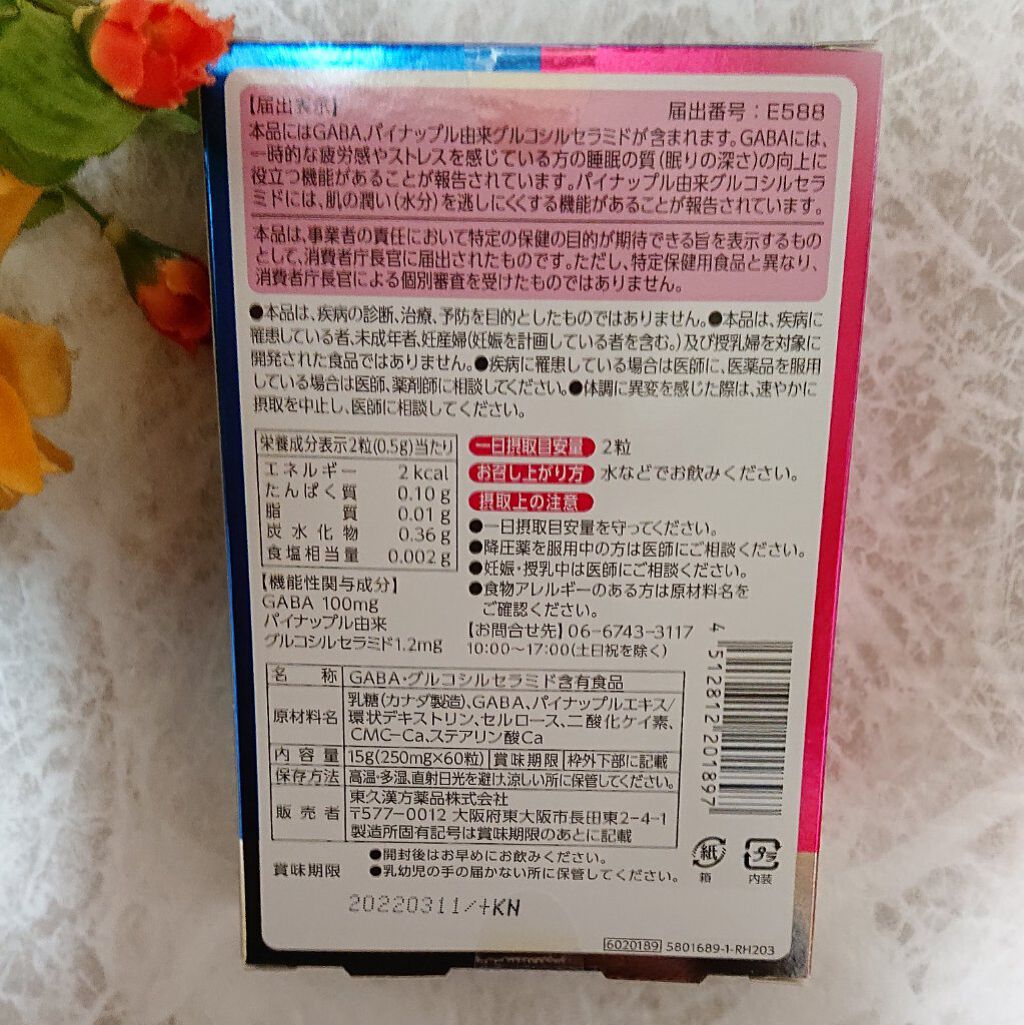 【届出表示】 届出番号：E588
本品にはGABA、パイナップル由来グルコシルセラミドが含まれます。GABAには、
一時的な疲労感やストレスを感じている方の睡眠の質(眠りの深さ)の向上に
役立つ機能があることが報告されています。パイナップル由来グルコシルセラ
ミドには、肌の潤い(水分)を逃しにくくする機能があることが報告されています。
本品は、事業者の責任において特定の保健の目的が期待できる旨を表示するもの
として、消費者庁長官に届出されたものです。ただし、特定保健用食品と異なり、
消費者庁長官による個別審査を受けたものではありません。
●本品は、疾病の診断、治療、予防を目的としたものではありません。●本品は、疾病に
罹患している者、未成年者、妊産婦(妊娠を計画している者を含む。)及び授乳婦を対象に
開発された食品ではありません。●疾病に罹患している場合は医師に、医薬品を服用
している場合は医師、薬剤師に相談してください。●体調に異変を感じた際は、速やかに
摂取を中止し、医師に相談してください。
栄養成分表示2粒(0.5g)当たり
エネルギー 2kcal
たんぱく質 0.10g
脂質 0.01g
炭水化物 0.36g
食塩相当量 0.002g
【機能性関与成分】
GABA 100mg
パイナップル由来
グルコシルセラミド1.2mg
一日摂取目安量 2粒
お召し上がり方 水などでお飲みください。
摂取上の注意
●一日摂取目安量を守ってください。
●降圧薬を服用中の方は医師にご相談ください。
●妊娠・授乳中は医師にご相談ください。
●食物アレルギーのある方は原材料名を
ご確認ください。
【お問合せ先】06-6743-3117
10:00～17:00(土日祝を除く)
4 512812 201897
名称 GABA・グルコシルセラミド含有食品
原材料名 乳糖(カナダ製造)、GABA、パイナップルエキス/
環状デキストリン、セルロース、二酸化ケイ素、
CMC-Ca、ステアリン酸Ca
内容量 15g(250mg×60粒) 賞味期限 枠外下部に記載
保存方法 高温・多湿、直射日光を避け、涼しい所に保管してください。
販売者 東久漢方薬品株式会社
〒577-0012 大阪府東大阪市長田東2-4-1
製造所固有記号は賞味期限のあとに記載
賞味期限
●開封後はお早めにお飲みください。
●乳幼児の手の届かない所に保管してください。
20220311/+KN
紙
箱
プラ
内装
6020189 5801689-1-RH203